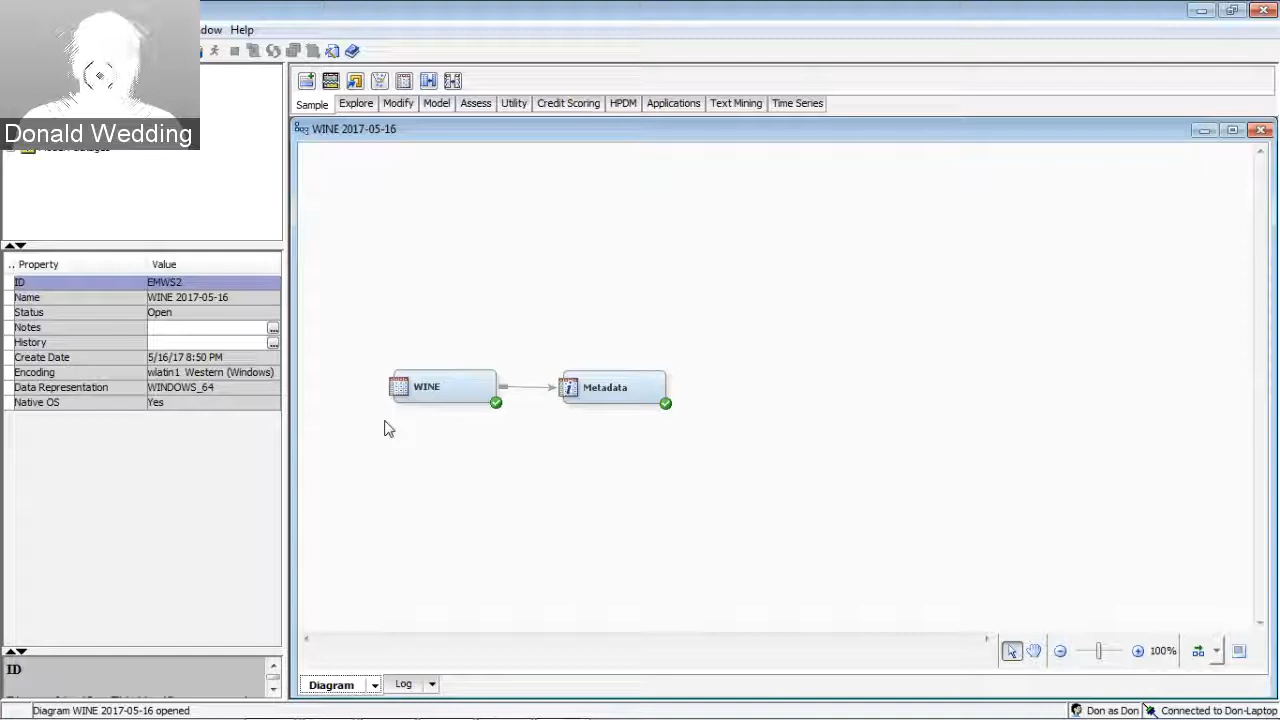 dow Help
Donald Wedding
Sample Explore Modify Model Assess Utility Credit Scoring HPDM Applications Text Mining Time Series
WINE 2017-05-16
.. Property Value
ID EMWS2
Name WINE 2017-05-16
Status Open
Notes ...
History ...
Create Date 5/16/17 8:50 PM
Encoding wlatin1 Western (Windows)
Data Representation WINDOWS_64
Native OS Yes
WINE
Metadata
100%
ID
Diagram Log
Diagram WINE 2017-05-16 opened
Don as Don Connected to Don-Laptop